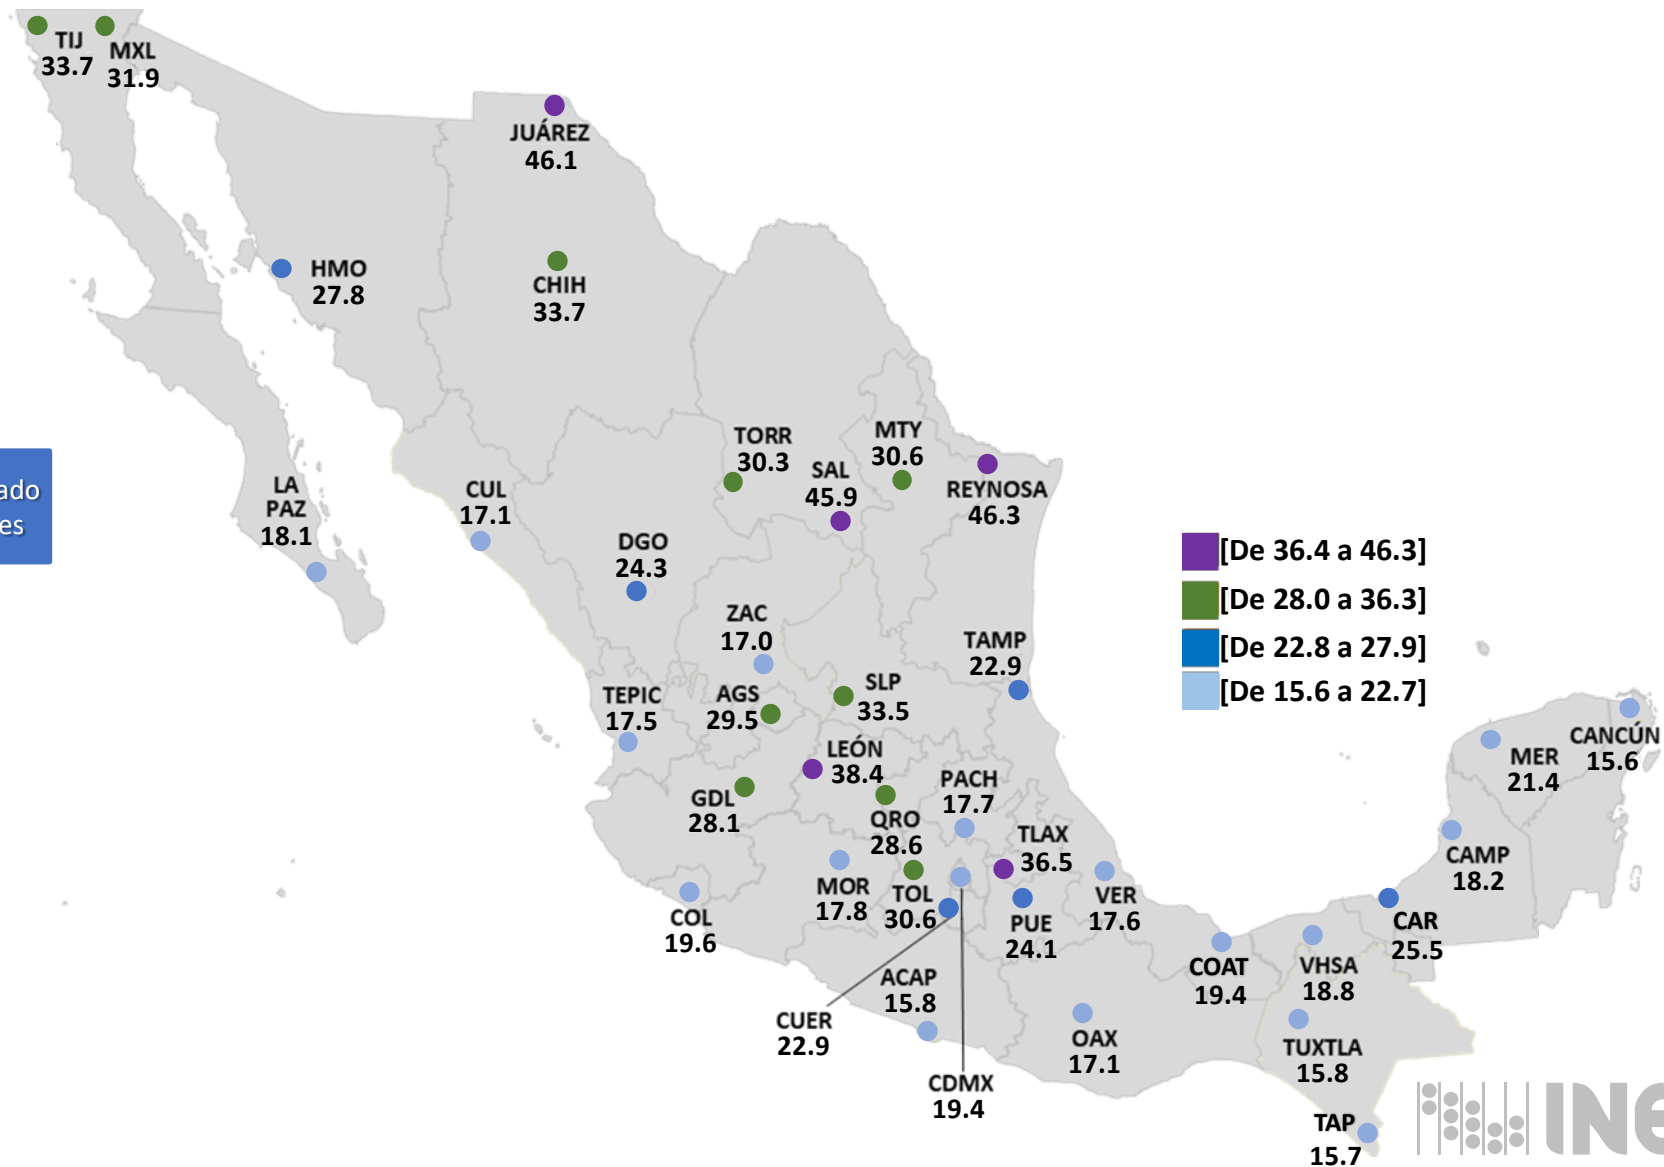 TIJ
33.7
MXL
31.9
JUÁREZ
46.1
HMO
27.8
CHIH
33.7
TORR
30.3
MTY
30.6
SAL
45.9
REYNOSA
46.3
LA
PAZ
18.1
CUL
17.1
DGO
24.3
ZAC
17.0
TAMP
22.9
TEPIC
17.5
AGS
29.5
SLP
33.5
LEÓN
38.4
GDL
28.1
QRO
28.6
PACH
17.7
TLAX
36.5
MOR
17.8
TOL
30.6
COL
19.6
PUE
24.1
VER
17.6
ACAP
15.8
CUER
22.9
CDMX
19.4
OAX
17.1
COAT
19.4
VHSA
18.8
TUXTLA
15.8
TAP
15.7
CAR
25.5
CAMP
18.2
MER
21.4
CANCÚN
15.6
[De 36.4 a 46.3]
[De 28.0 a 36.3]
[De 22.8 a 27.9]
[De 15.6 a 22.7]
ado
es
INE